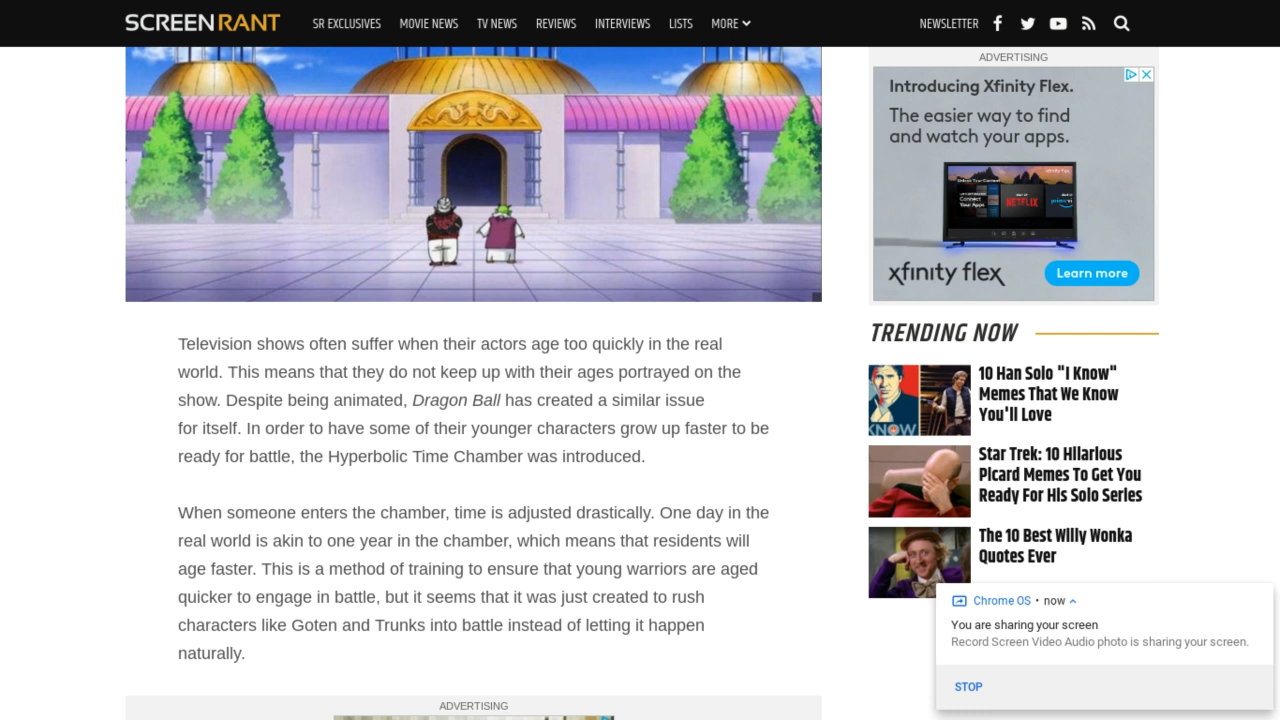 SCREENRANT
SR EXCLUSIVES MOVIE NEWS TV NEWS REVIEWS INTERVIEWS LISTS MORE NEWSLETTER
ADVERTISING
Introducing Xfinity Flex.
The easier way to find
and watch your apps.
NETFLIX
xfinity flex
Learn more
Television shows often suffer when their actors age too quickly in the real
world. This means that they do not keep up with their ages portrayed on the
show. Despite being animated, Dragon Ball has created a similar issue
for itself. In order to have some of their younger characters grow up faster to be
ready for battle, the Hyperbolic Time Chamber was introduced.
When someone enters the chamber, time is adjusted drastically. One day in the
real world is akin to one year in the chamber, which means that residents will
age faster. This is a method of training to ensure that young warriors are aged
quicker to engage in battle, but it seems that it was just created to rush
characters like Goten and Trunks into battle instead of letting it happen
naturally.
ADVERTISING
TRENDING NOW
KNOW
10 Han Solo "I Know"
Memes That We Know
You'll Love
Star Trek: 10 Hilarious
Picard Memes To Get You
Ready For His Solo Series
The 10 Best Willy Wonka
Quotes Ever
Chrome OS • now
You are sharing your screen
Record Screen Video Audio photo is sharing your screen.
STOP